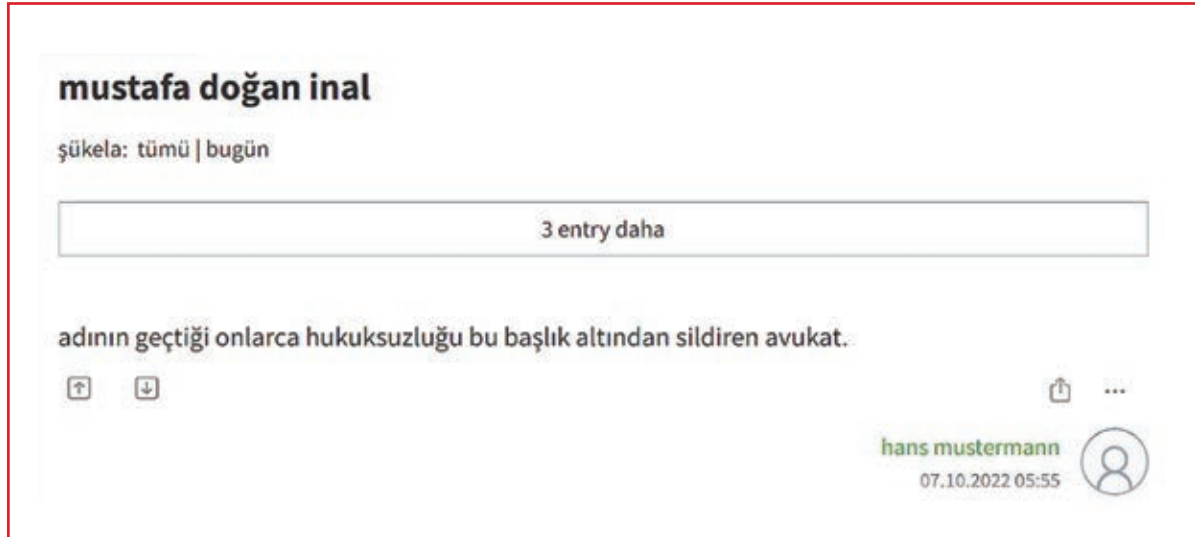 mustafa doğan inal
şükela: tümü | bugün
3 entry daha
adının geçtiği onlarca hukuksuzluğu bu başlık altından sildiren avukat.
hans mustermann
07.10.2022 05:55